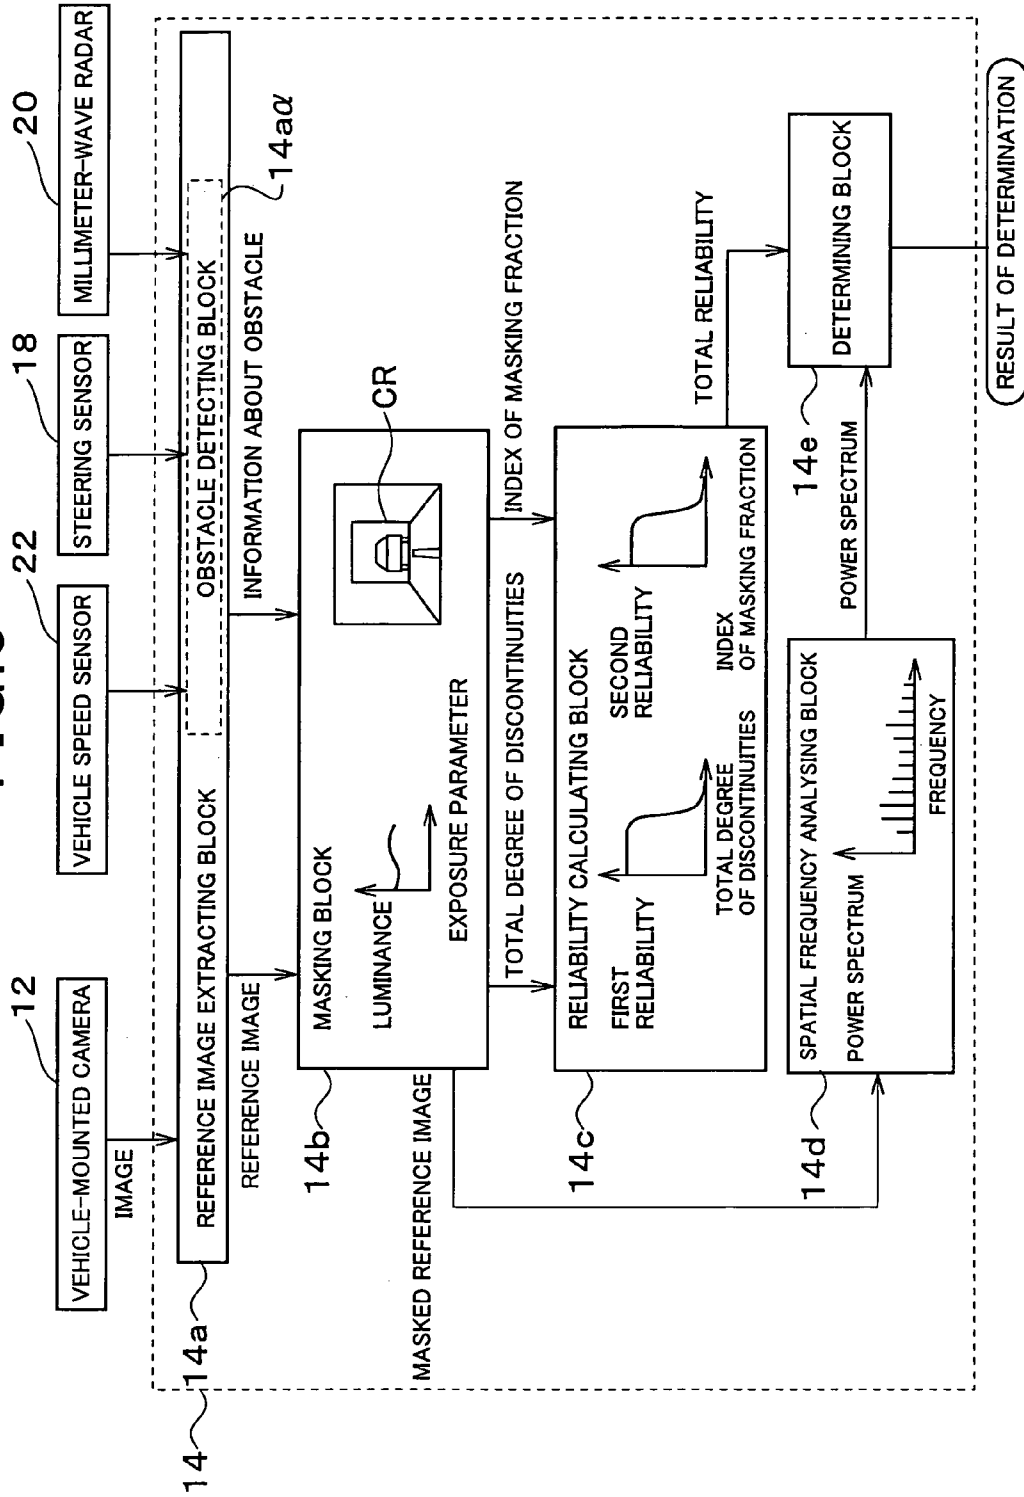 VEHICLE-MOUNTED CAMERA
12
VEHICLE SPEED SENSOR
22
STEERING SENSOR
18
MILLIMETER-WAVE RADAR
20
IMAGE
14
14a
REFERENCE IMAGE EXTRACTING BLOCK
OBSTACLE DETECTING BLOCK
14aα
REFERENCE IMAGE
INFORMATION ABOUT OBSTACLE
14b
MASKING BLOCK
LUMINANCE
EXPOSURE PARAMETER
CR
MASKED REFERENCE IMAGE
TOTAL DEGREE OF DISCONTINUITIES
INDEX OF MASKING FRACTION
14c
RELIABILITY CALCULATING BLOCK
FIRST
RELIABILITY
TOTAL DEGREE
OF DISCONTINUITIES
SECOND
RELIABILITY
INDEX
OF MASKING FRACTION
TOTAL RELIABILITY
14d
SPATIAL FREQUENCY ANALYSING BLOCK
POWER SPECTRUM
FREQUENCY
POWER SPECTRUM
14e
DETERMINING BLOCK
RESULT OF DETERMINATION